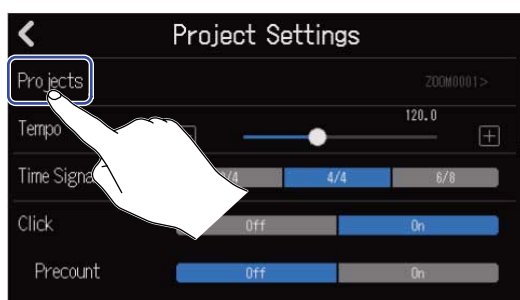 Project Settings
Projects ZOOM0001>
Tempo 120.0
Time Signa /4 4/4 6/8
Click Off On
Precount Off On